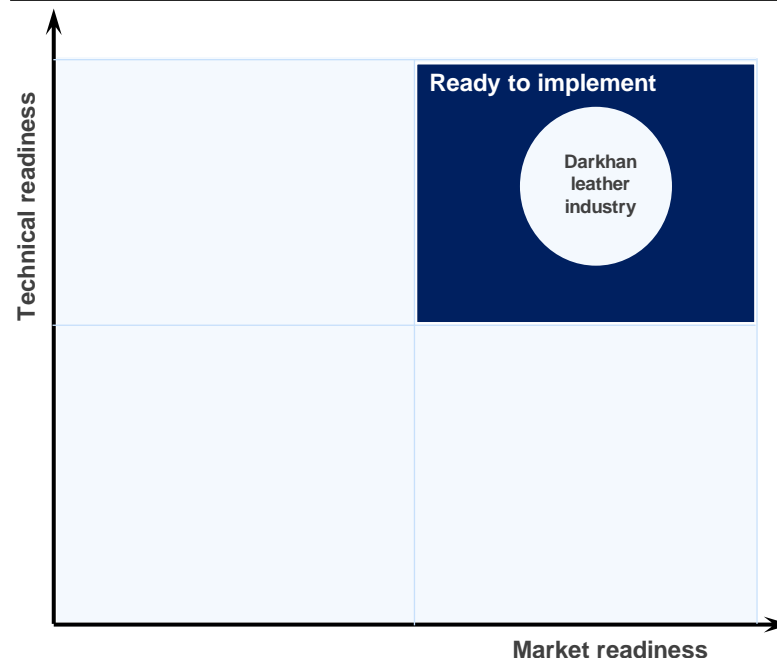 Ready to implement
Darkhan
leather
industry
Technical readiness
Market readiness